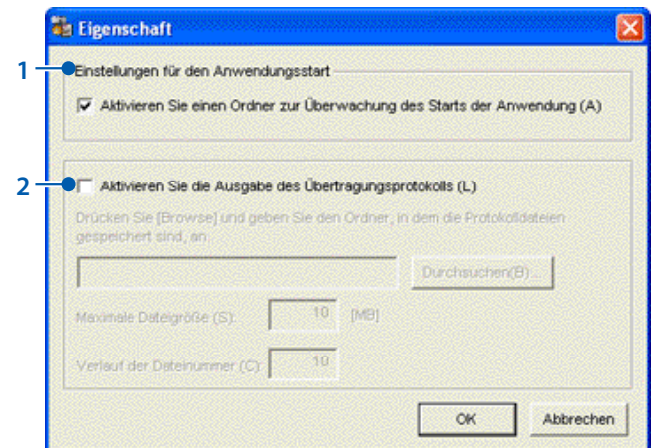 Eigenschaft
1
Einstellungen für den Anwendungsstart
Aktivieren Sie einen Ordner zur Überwachung des Starts der Anwendung (A)
2
Aktivieren Sie die Ausgabe des Übertragungsprotokolls (L)
Drücken Sie [Browse] und geben Sie den Ordner, in dem die Protokolldateien
gespeichert sind, an.
Durchsuchen(B)...
Maximale Dateigröße (S): 10 [MB]
Verlauf der Dateinummer (C): 10
OK Abbrechen